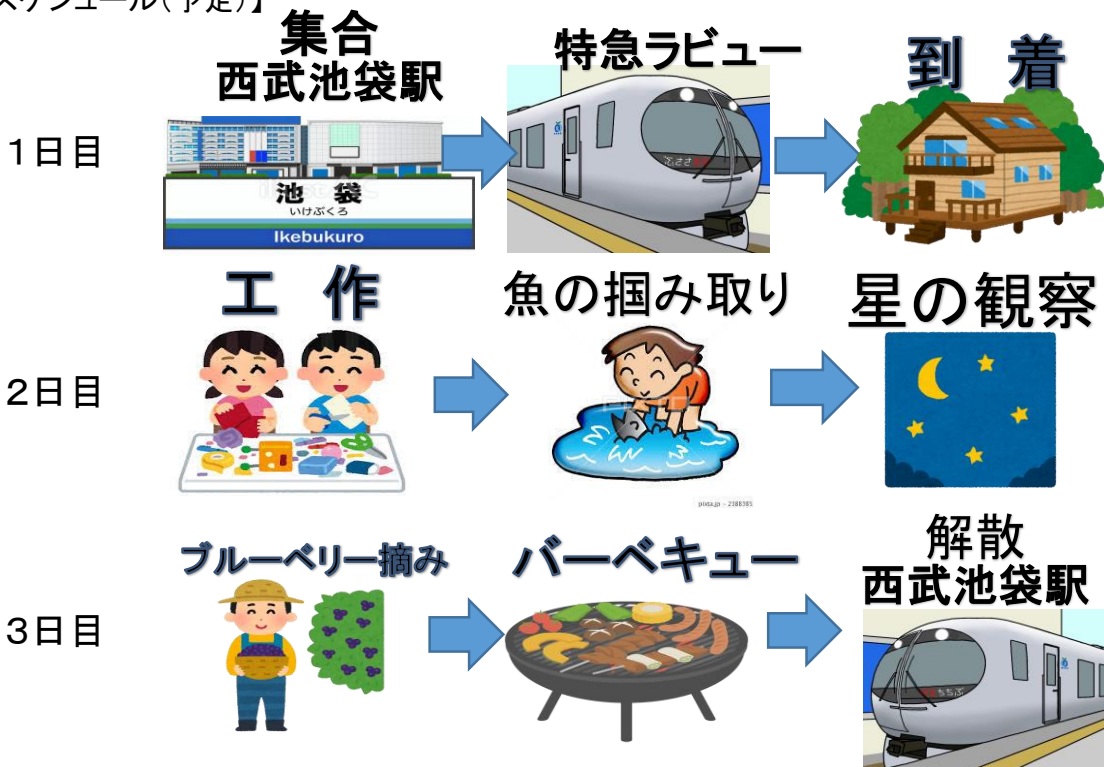 スケジュール(予定)】
集合
西武池袋駅
特急ラビュー
到 着
1日目
池 袋
いけぶくろ
Ikebukuro
工 作
魚の掴み取り
星の観察
2日目
pixta.jp - 2388385
ブルーベリー摘み
バーベキュー
解散
西武池袋駅
3日目
ちちぶ